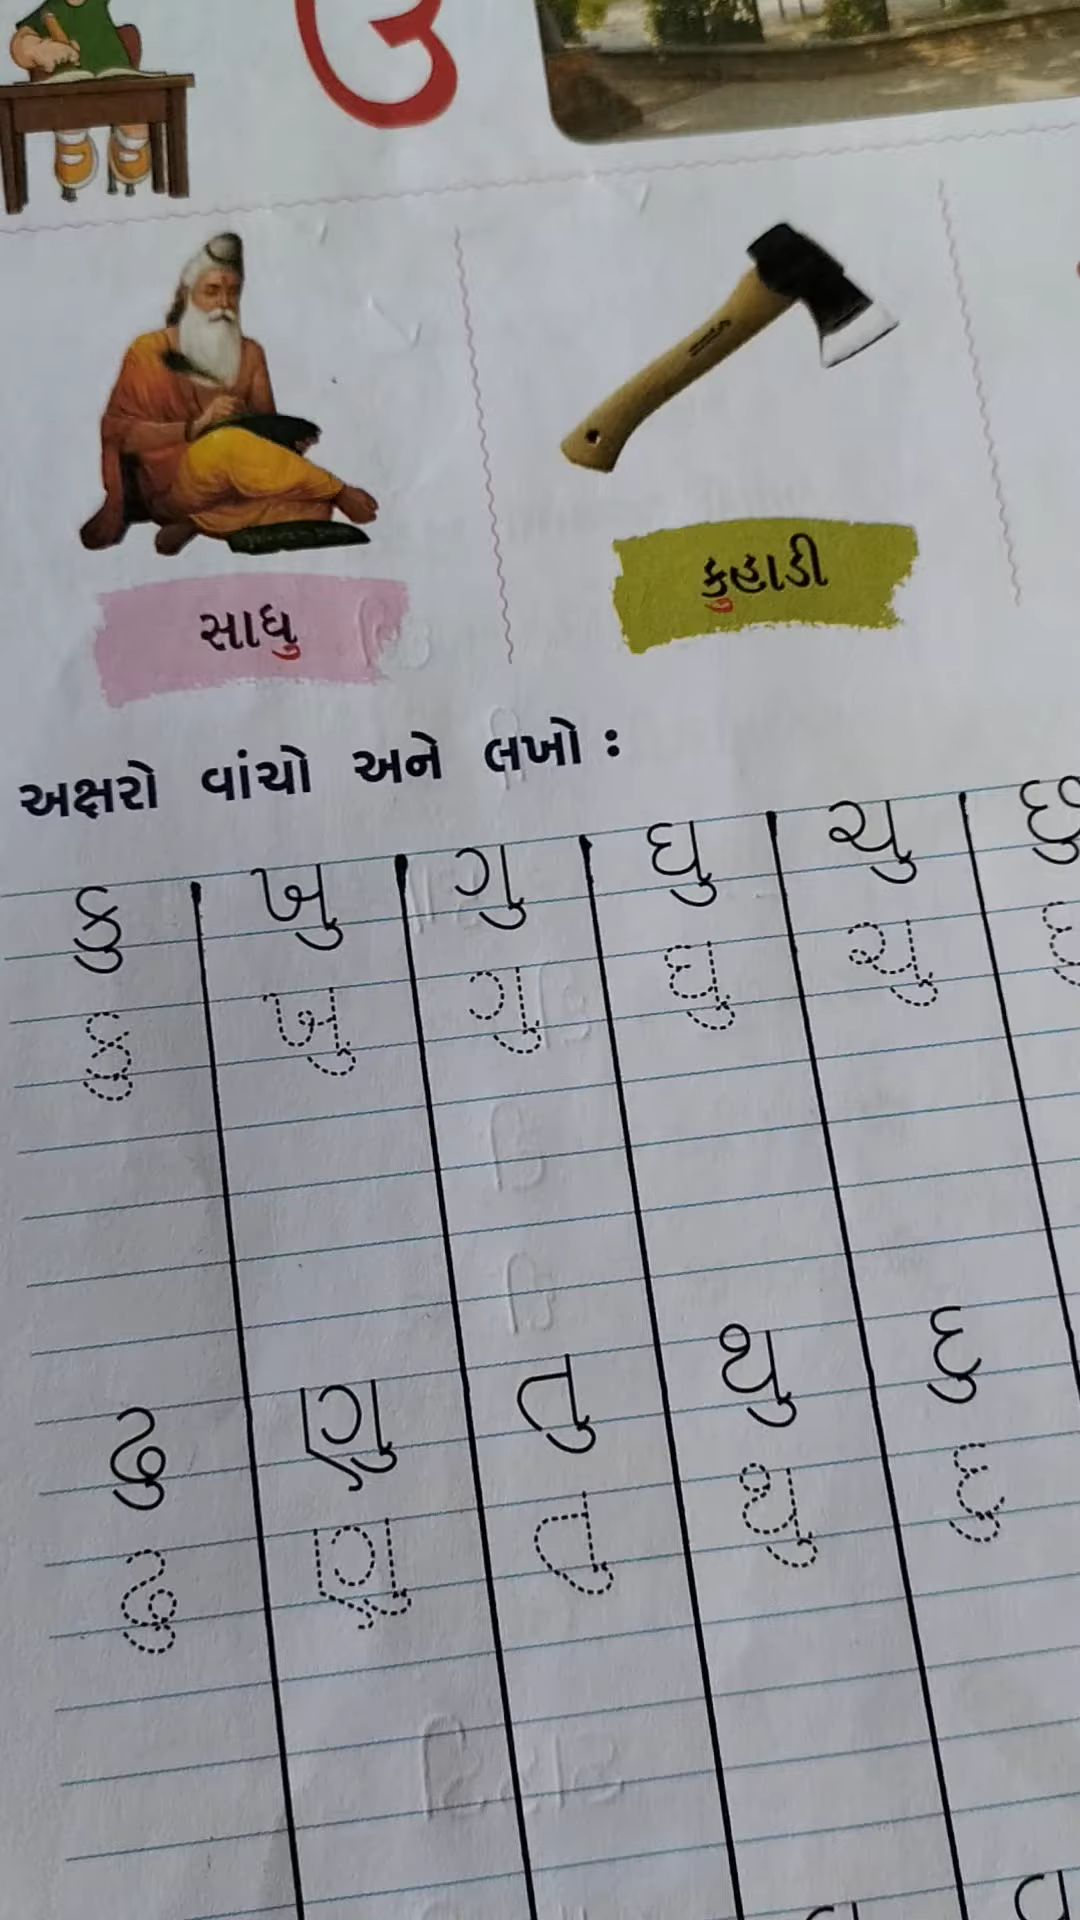 સાધુ
કુહાડી
અક્ષરો વાંચો અને લખો :
કુ ખુ ગુ ઘુ ચુ છુ
કુ ખુ ગુ ઘુ ચુ
ઢુ ણુ તુ થુ દુ
ઢુ ણુ તુ થુ દુ